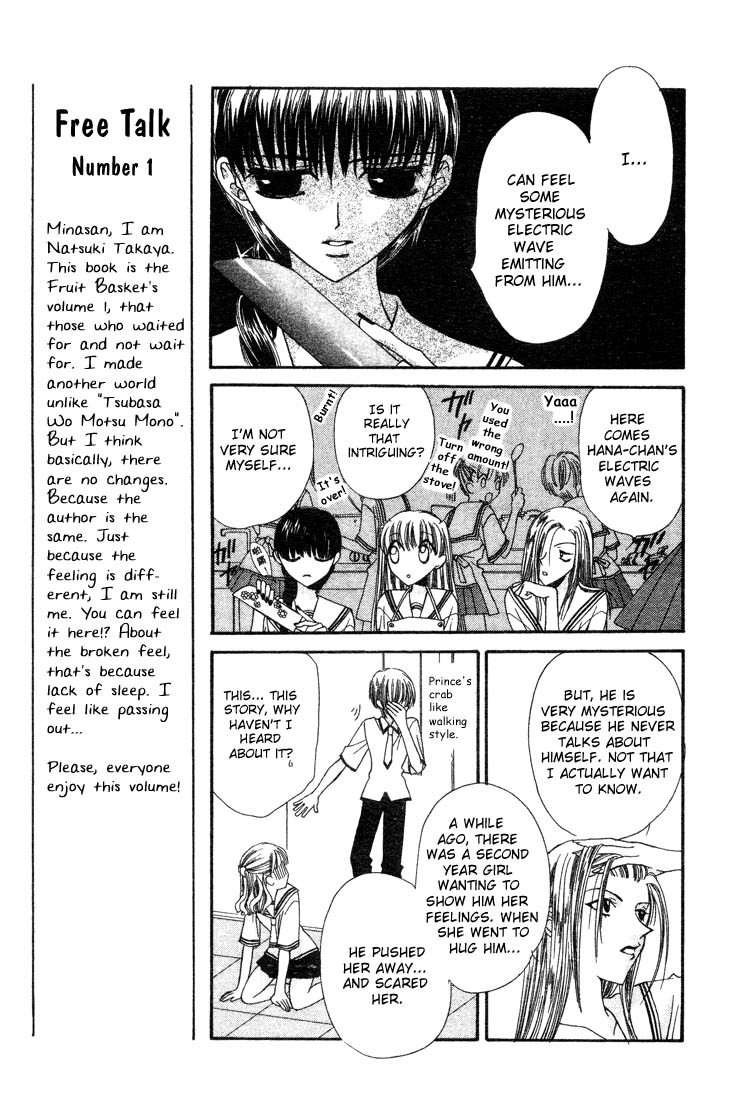 Free Talk
Number 1
Minasan, I am
Natsuki Takaya.
This book is the
Fruit Basket's
volume 1, that
those who waited
for and not wait
for. I made
another world
unlike "Tsubasa
Wo Motsu Mono".
But I think
basically, there
are no changes.
Because the
author is the
same. Just
because the
feeling is diff-
erent, I am still
me. You can feel
it here!? About
the broken feel,
that's because
lack of sleep. I
feel like passing
out...
Please, everyone
enjoy this volume!
I...
CAN FEEL
SOME
MYSTERIOUS
ELECTRIC
WAVE
EMITTING
FROM HIM...
HERE
COMES
HANA-CHAN'S
ELECTRIC
WAVES
AGAIN.
Yaaa
....!
You
used
the
wrong
amount!
Turn
off
the
stove!
IS IT
REALLY
THAT
INTRIGUING?
Burnt!
It's
over!
I'M NOT
VERY SURE
MYSELF...
BUT, HE IS
VERY MYSTERIOUS
BECAUSE HE NEVER
TALKS ABOUT
HIMSELF. NOT THAT
I ACTUALLY WANT
TO KNOW.
A WHILE
AGO, THERE
WAS A SECOND
YEAR GIRL
WANTING TO
SHOW HIM HER
FEELINGS. WHEN
SHE WENT TO
HUG HIM...
HE PUSHED
HER AWAY...
AND SCARED
HER.
Prince's
crab
like
walking
style.
THIS... THIS
STORY, WHY
HAVEN'T I
HEARD
ABOUT IT?